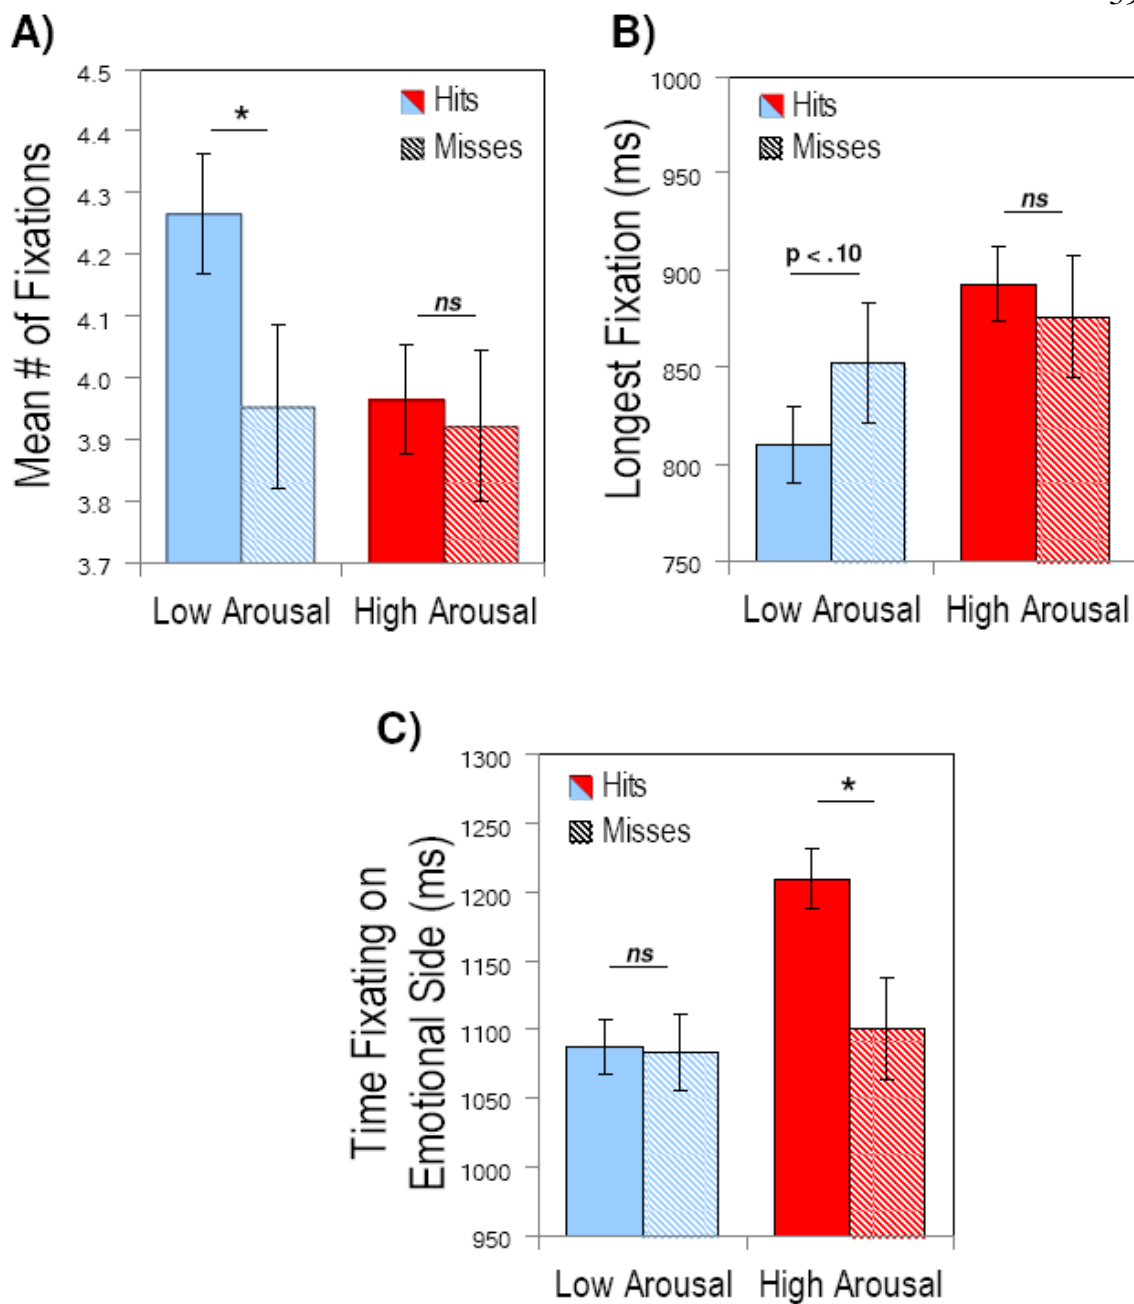 A)
Mean # of Fixations
4.5
4.4
4.3
4.2
4.1
4.0
3.9
3.8
3.7
Hits
Misses
*
ns
Low Arousal
High Arousal
B)
Longest Fixation (ms)
1000
950
900
850
800
750
Hits
Misses
p < .10
ns
Low Arousal
High Arousal
C)
Time Fixating on
Emotional Side (ms)
1300
1250
1200
1150
1100
1050
1000
950
Hits
Misses
ns
*
Low Arousal
High Arousal